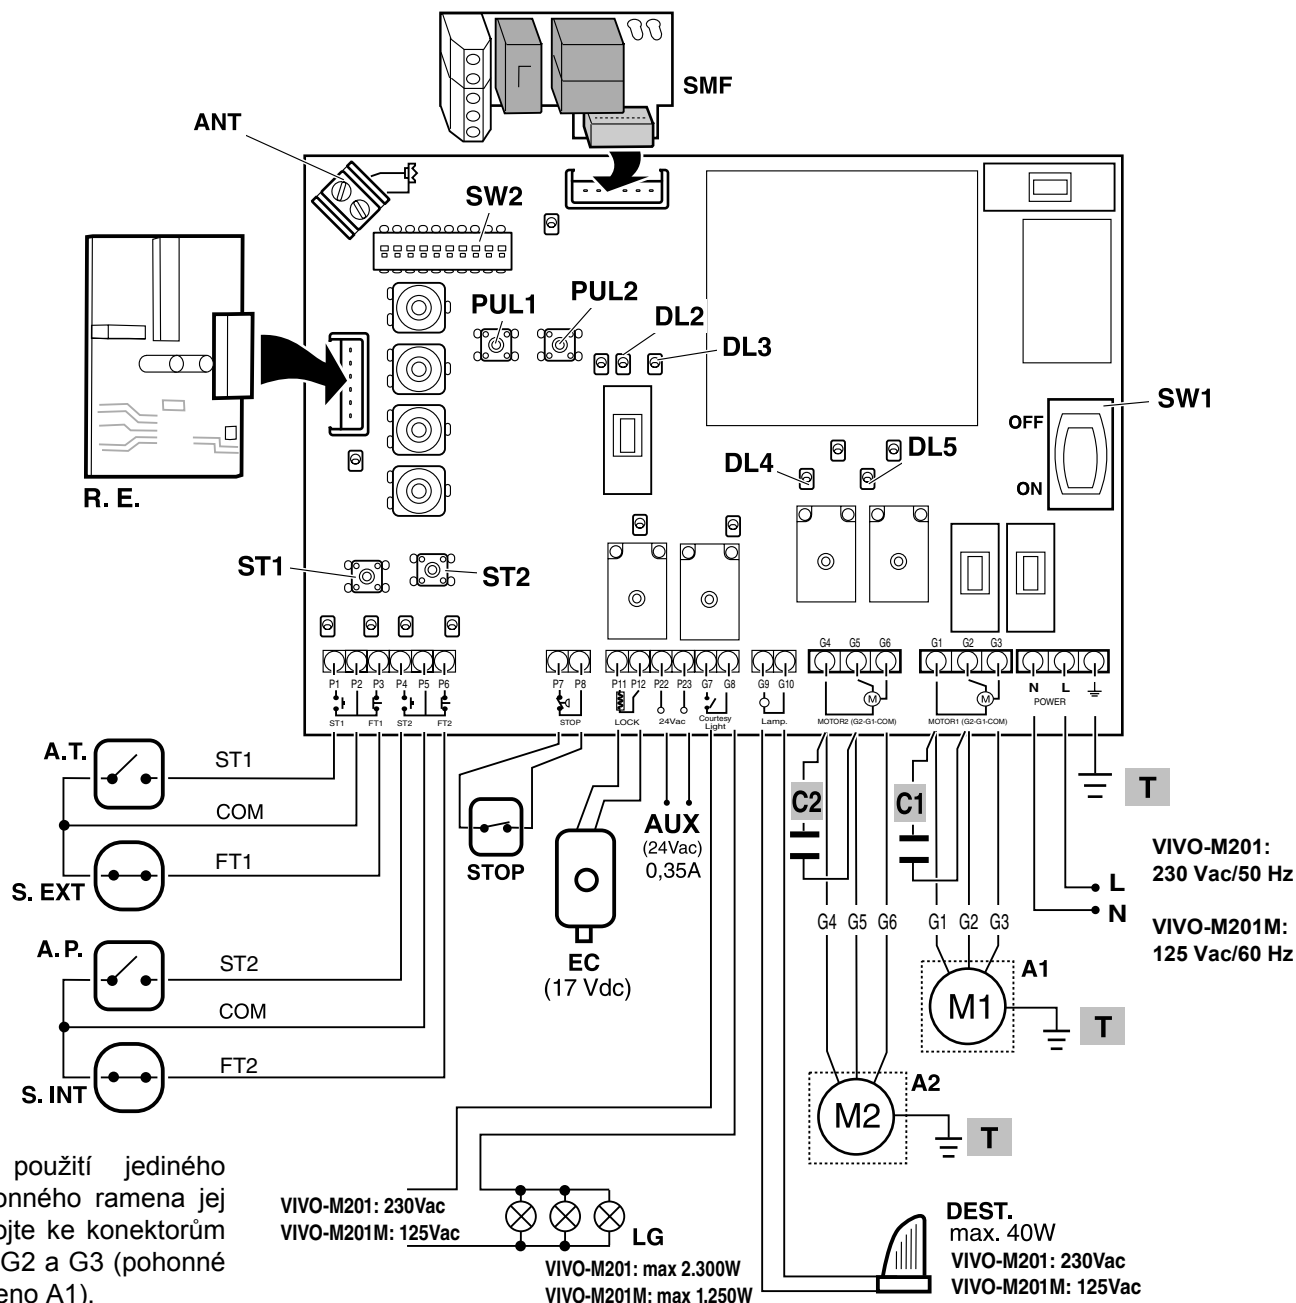 SMF
ANT
SW2
PUL1
PUL2
DL2
DL3
SW1
OFF
ON
DL4
DL5
R. E.
ST1
ST2
G4 G5 G6 G1 G2 G3
P1 P2 P3 P4 P5 P6 P7 P8 P11 P12 P22 P23 G7 G8 G9 G10
M M N L
POWER
ST1 FT1 ST2 FT2 STOP LOCK 24Vac Courtesy Light Lamp. MOTOR2 (G2-G1-COM) MOTOR1 (G2-G1-COM)
A.T.
ST1
COM
FT1
S. EXT
A.P.
ST2
COM
FT2
S. INT
STOP
EC
(17 Vdc)
AUX
(24Vac)
0,35A
C2
C1
T
VIVO-M201:
230 Vac/50 Hz
L
N
VIVO-M201M:
125 Vac/60 Hz
G4 G5 G6 G1 G2 G3
A1
M1
T
A2
M2
T
použití jediného
onného ramena jej
ojte ke konektorům
G2 a G3 (pohonné
eno A1).
VIVO-M201: 230Vac
VIVO-M201M: 125Vac
LG
VIVO-M201: max 2.300W
VIVO-M201M: max 1.250W
DEST.
max. 40W
VIVO-M201: 230Vac
VIVO-M201M: 125Vac